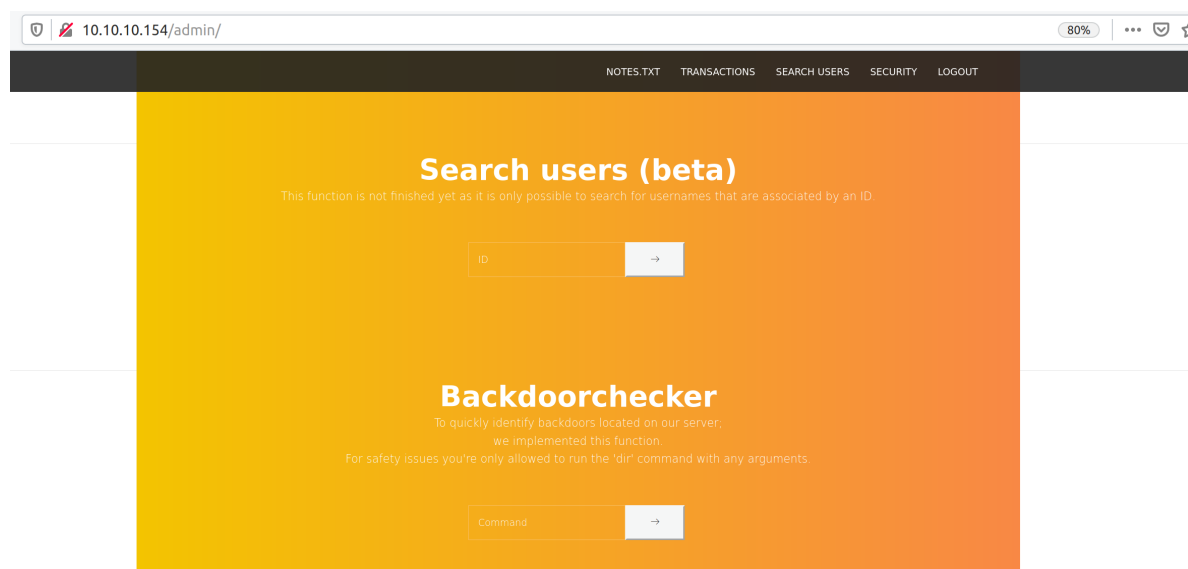 10.10.10.154/admin/ 80%
NOTES.TXT TRANSACTIONS SEARCH USERS SECURITY LOGOUT
Search users (beta)
This function is not finished yet as it is only possible to search for usernames that are associated by an ID.
ID →
Backdoorchecker
To quickly identify backdoors located on our server;
we implemented this function.
For safety issues you're only allowed to run the 'dir' command with any arguments.
Command →